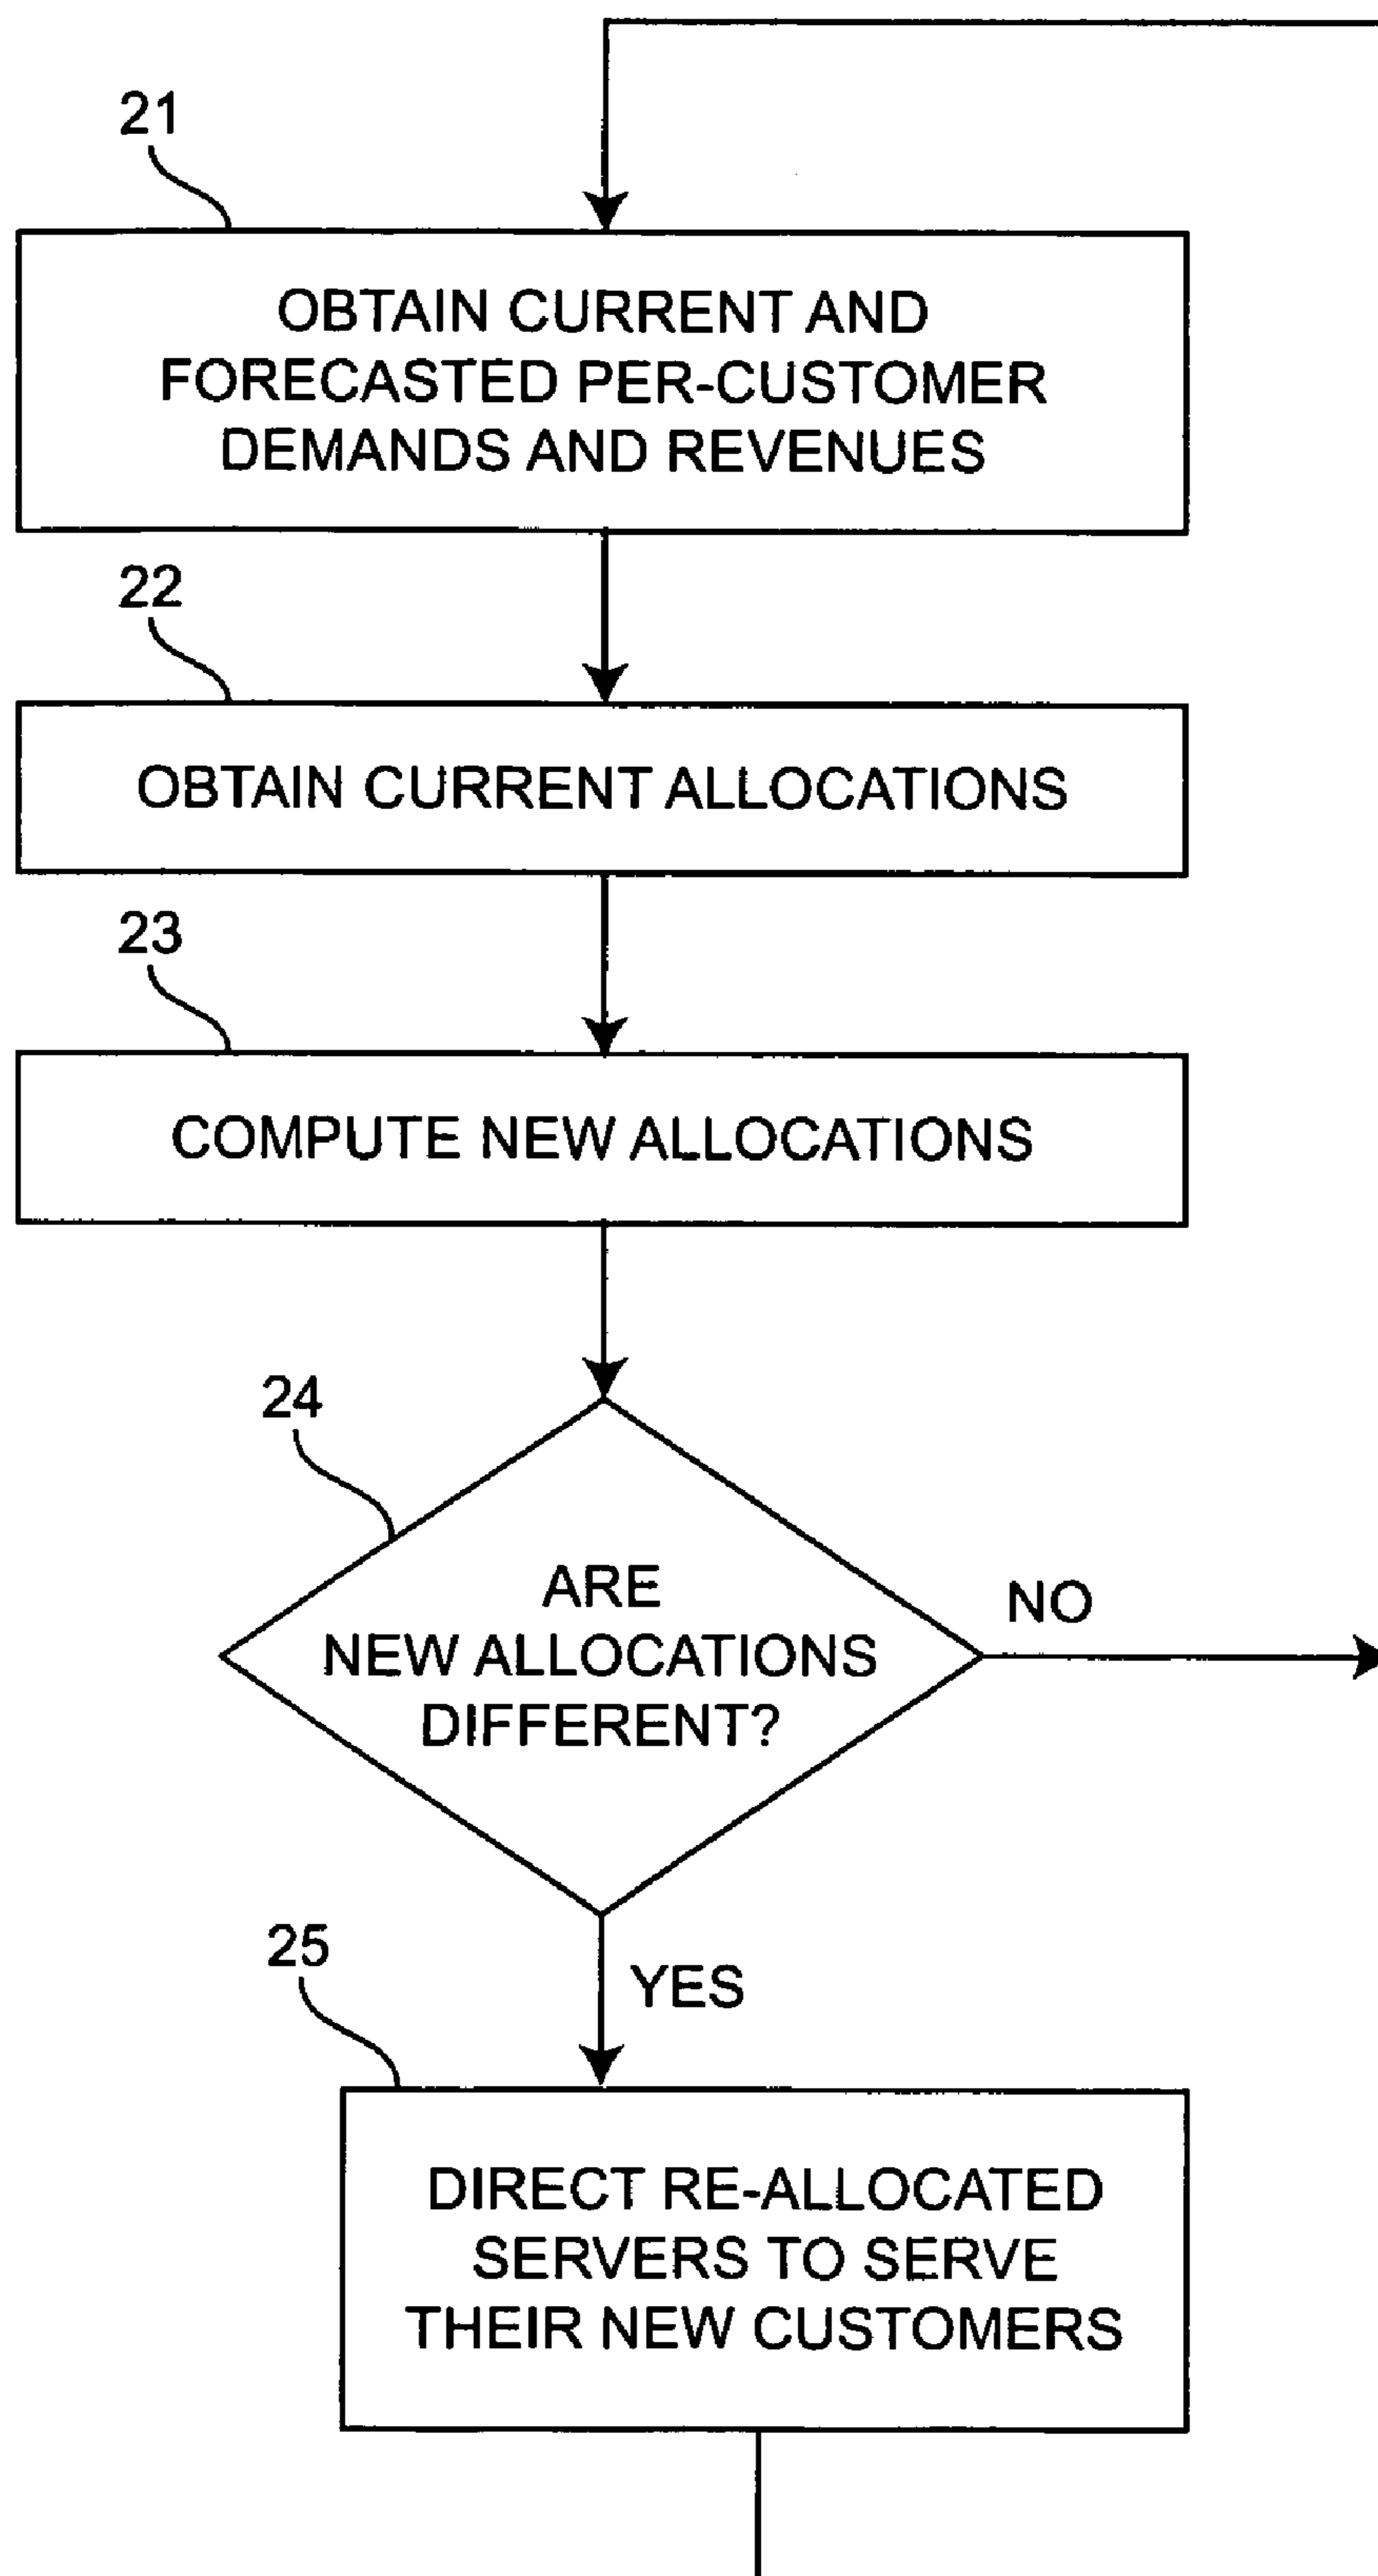 21
OBTAIN CURRENT AND
FORECASTED PER-CUSTOMER
DEMANDS AND REVENUES
22
OBTAIN CURRENT ALLOCATIONS
23
COMPUTE NEW ALLOCATIONS
24
ARE
NEW ALLOCATIONS
DIFFERENT?
NO
25
YES
DIRECT RE-ALLOCATED
SERVERS TO SERVE
THEIR NEW CUSTOMERS